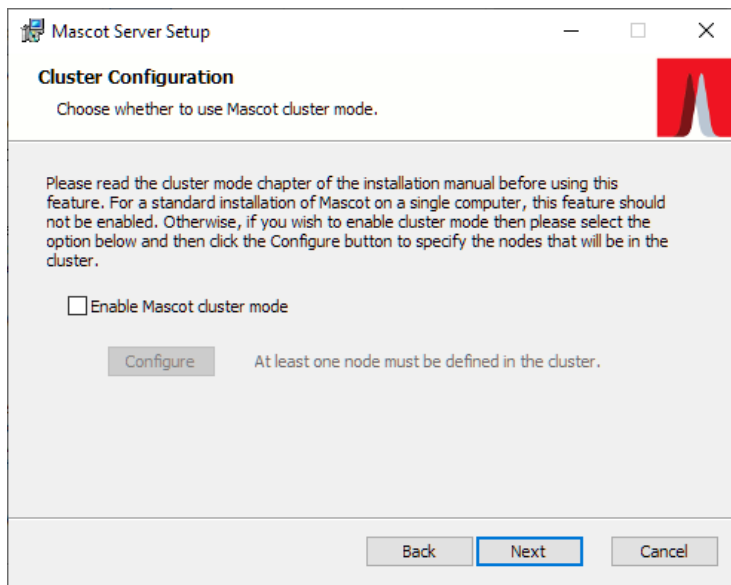 Mascot Server Setup
Cluster Configuration
Choose whether to use Mascot cluster mode.
Please read the cluster mode chapter of the installation manual before using this
feature. For a standard installation of Mascot on a single computer, this feature should
not be enabled. Otherwise, if you wish to enable cluster mode then please select the
option below and then click the Configure button to specify the nodes that will be in the
cluster.
Enable Mascot cluster mode
Configure At least one node must be defined in the cluster.
Back Next Cancel